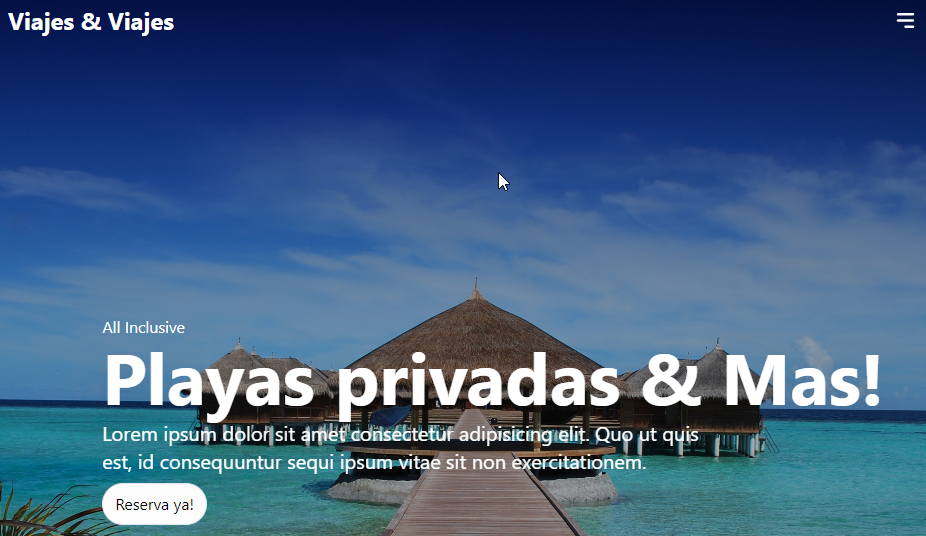 Viajes & Viajes
All Inclusive
Playas privadas & Mas!
Lorem ipsum dolor sit amet consectetur adipisicing elit. Quo ut quis
est, id consequuntur sequi ipsum vitae sit non exercitationem.
Reserva ya!